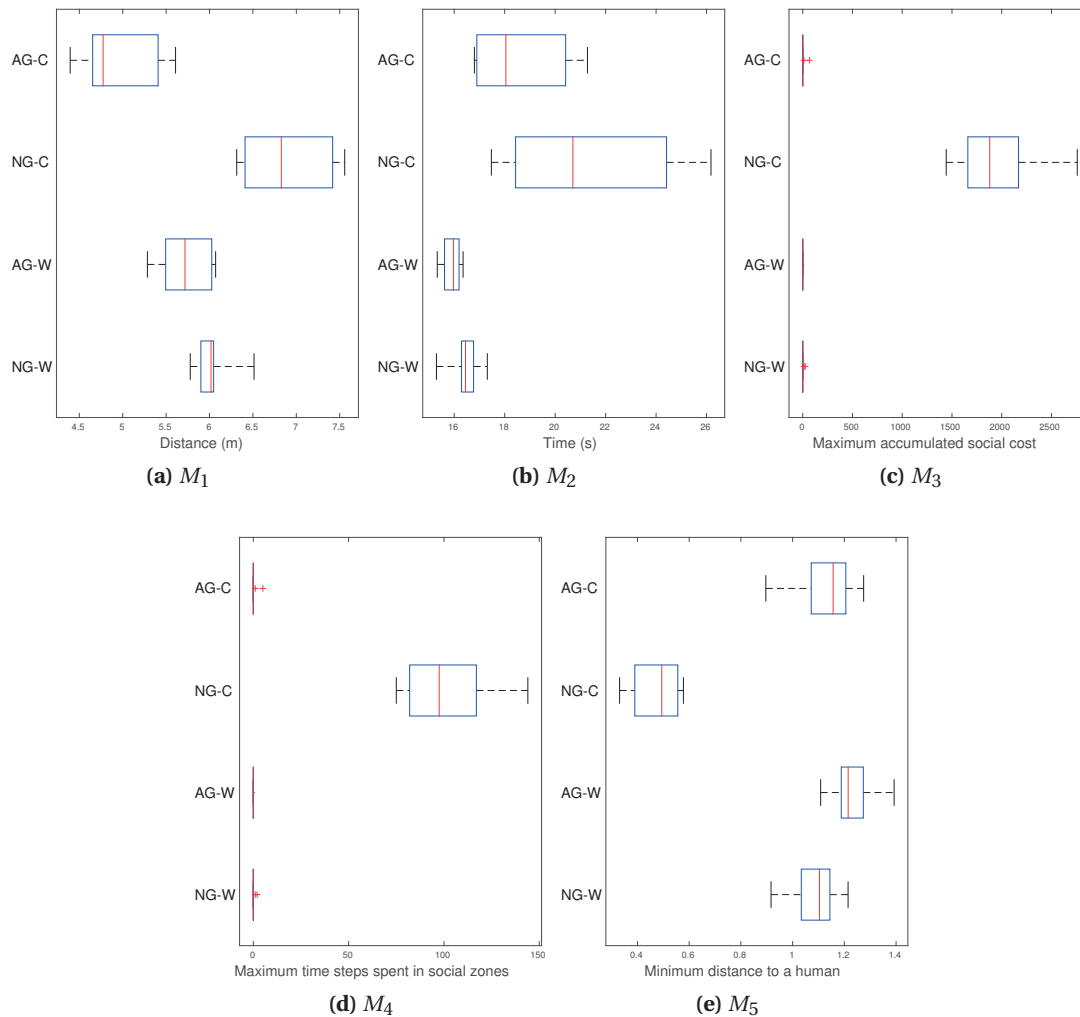 AG-C
NG-C
AG-W
NG-W
4.5 5 5.5 6 6.5 7 7.5
Distance (m)
(a) M1
AG-C
NG-C
AG-W
NG-W
16 18 20 22 24 26
Time (s)
(b) M2
AG-C
NG-C
AG-W
NG-W
0 500 1000 1500 2000 2500
Maximum accumulated social cost
(c) M3
AG-C
NG-C
AG-W
NG-W
0 50 100 150
Maximum time steps spent in social zones
(d) M4
AG-C
NG-C
AG-W
NG-W
0.4 0.6 0.8 1 1.2 1.4
Minimum distance to a human
(e) M5